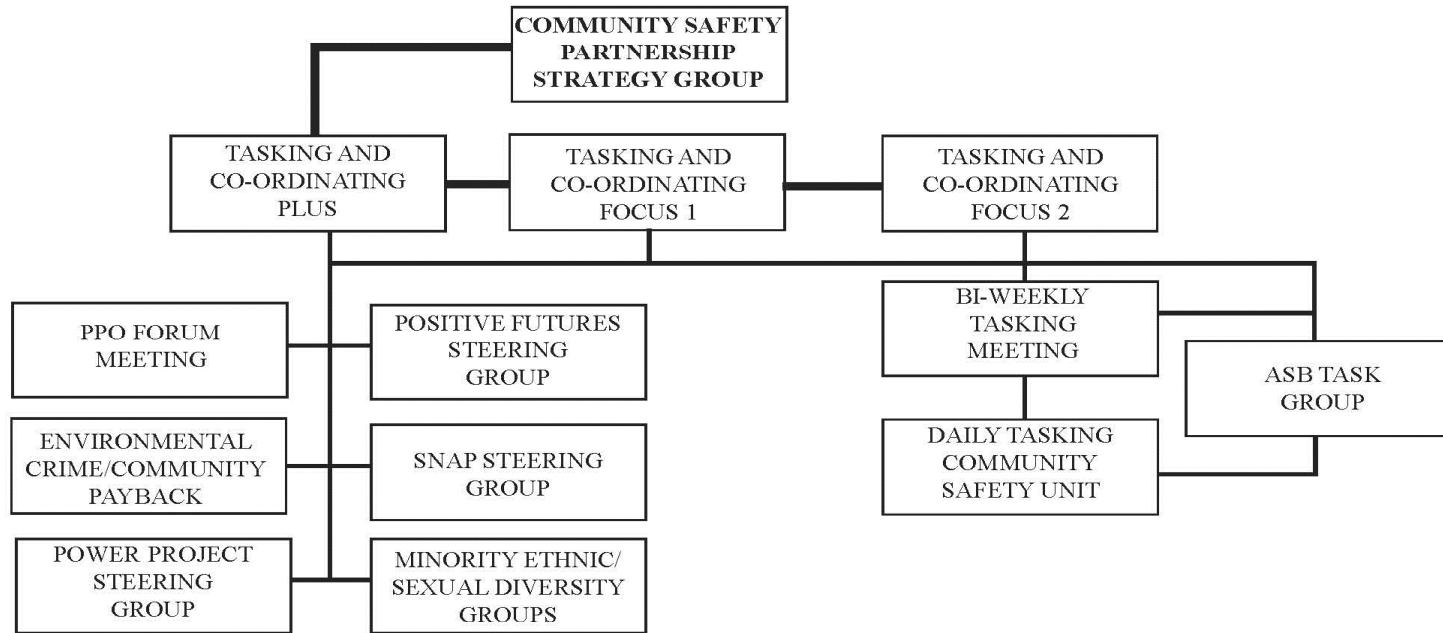 COMMUNITY SAFETY
PARTNERSHIP
STRATEGY GROUP
TASKING AND
CO-ORDINATING
PLUS
TASKING AND
CO-ORDINATING
FOCUS 1
TASKING AND
CO-ORDINATING
FOCUS 2
PPO FORUM
MEETING
POSITIVE FUTURES
STEERING
GROUP
BI-WEEKLY
TASKING
MEETING
ASB TASK
GROUP
ENVIRONMENTAL
CRIME/COMMUNITY
PAYBACK
SNAP STEERING
GROUP
DAILY TASKING
COMMUNITY
SAFETY UNIT
POWER PROJECT
STEERING
GROUP
MINORITY ETHNIC/
SEXUAL DIVERSITY
GROUPS